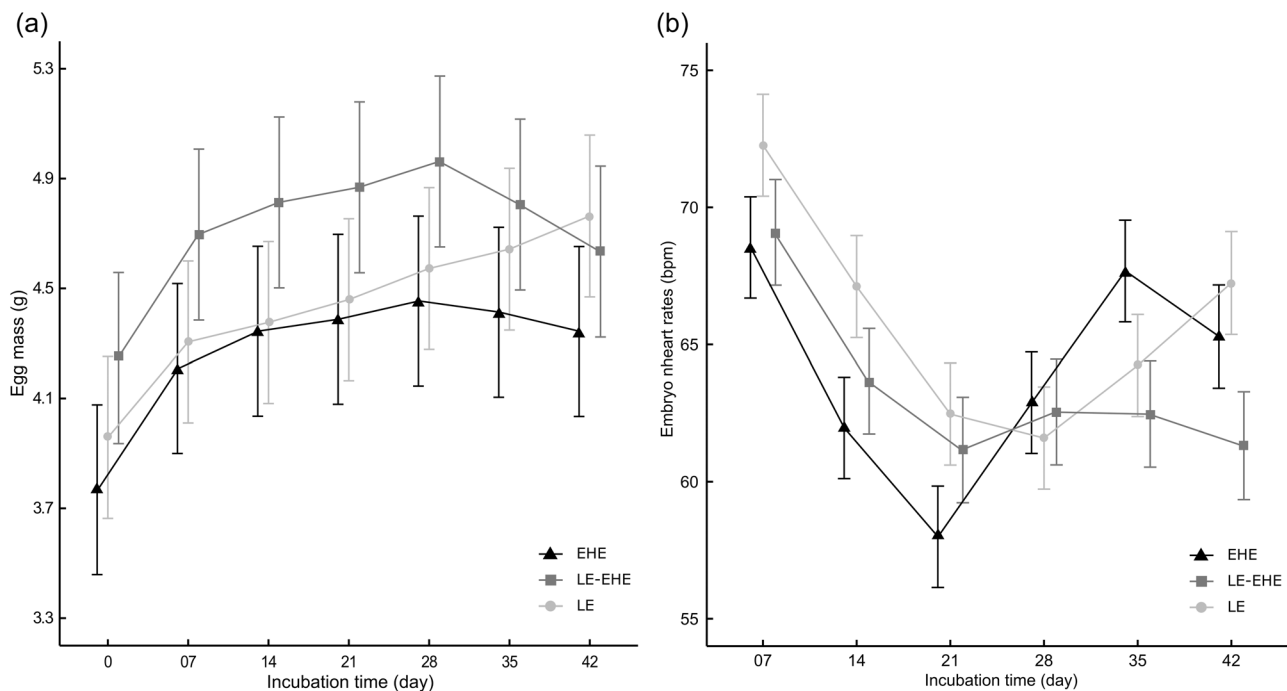 (a)
Egg mass (g)
5.3
4.9
4.5
4.1
3.7
3.3
EHE
LE-EHE
LE
0 07 14 21 28 35 42
Incubation time (day)
(b)
Embryo nheart rates (bpm)
75
70
65
60
55
EHE
LE-EHE
LE
07 14 21 28 35 42
Incubation time (day)